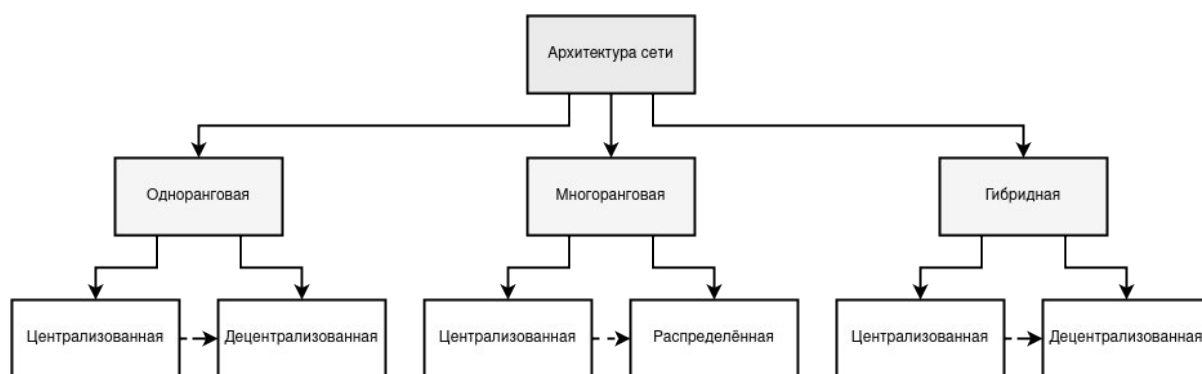 Архитектура сети
Одноранговая
Многоранговая
Гибридная
Централизованная
Децентрализованная
Централизованная
Распределённая
Централизованная
Децентрализованная